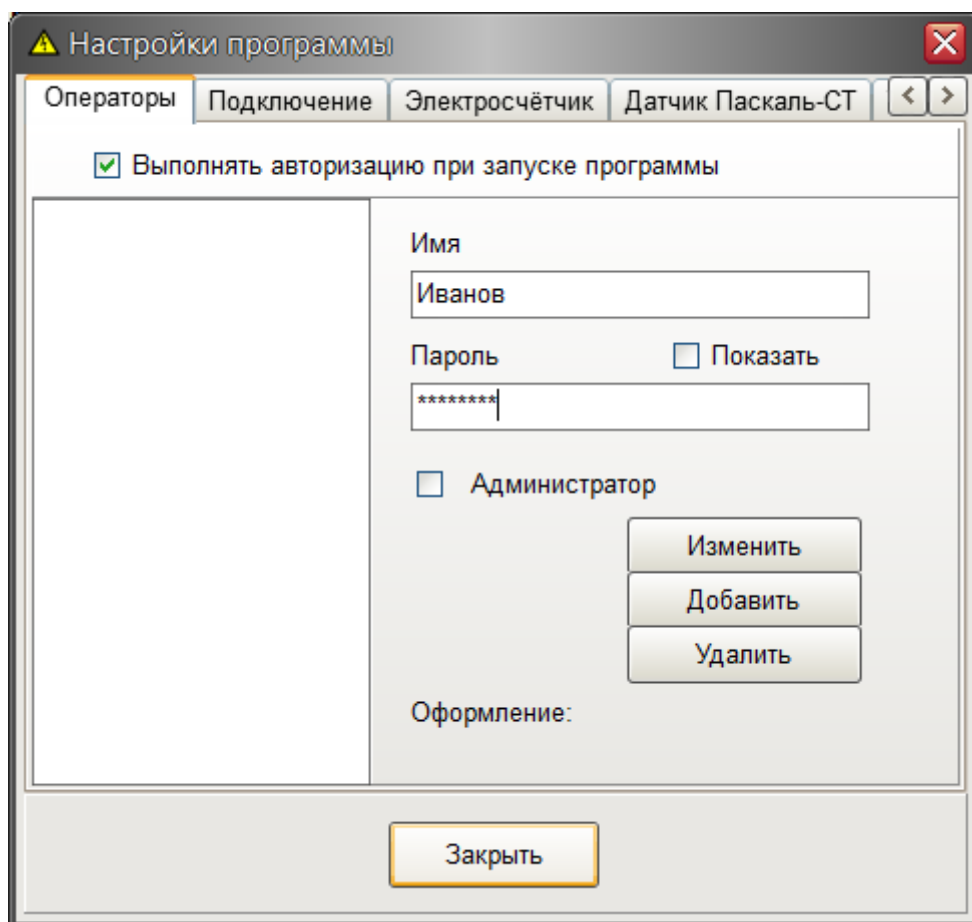 Настройки программы
Операторы Подключение Электросчётчик Датчик Паскаль-СТ
Выполнять авторизацию при запуске программы
Имя
Иванов
Пароль Показать
********
Администратор
Изменить
Добавить
Удалить
Оформление:
Закрыть